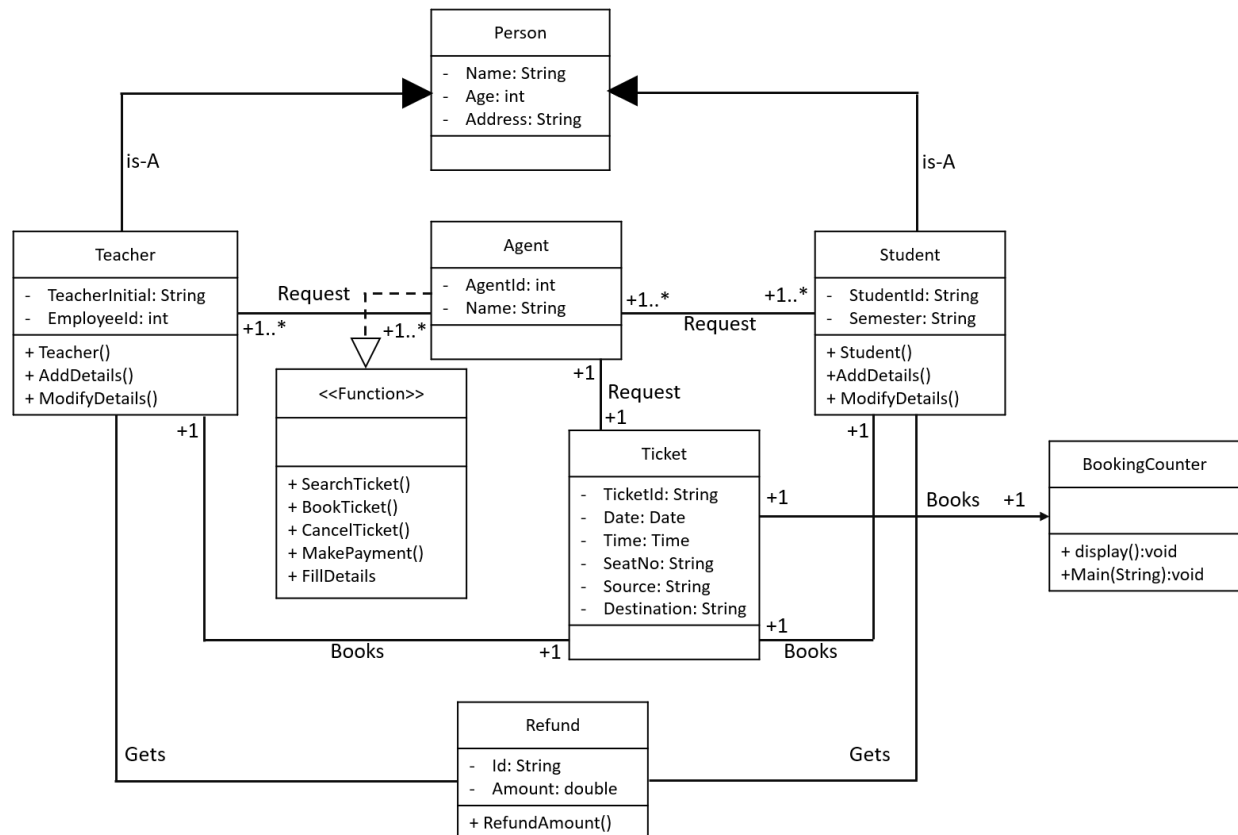 Person
- Name: String
- Age: int
- Address: String
is-A
is-A
Teacher
- TeacherInitial: String
- EmployeeId: int
+ Teacher()
+ AddDetails()
+ ModifyDetails()
Request
+1..*
+1..*
Agent
- AgentId: int
- Name: String
+1..*
+1..*
Request
Student
- StudentId: String
- Semester: String
+ Student()
+AddDetails()
+ ModifyDetails()
<<Function>>
+ SearchTicket()
+ BookTicket()
+ CancelTicket()
+ MakePayment()
+ FillDetails
+1
Request
+1
+1
+1
Ticket
- TicketId: String
- Date: Date
- Time: Time
- SeatNo: String
- Source: String
- Destination: String
+1
Books
+1
BookingCounter
+ display():void
+Main(String):void
Books
+1
+1
Books
Refund
- Id: String
- Amount: double
+ RefundAmount()
Gets
Gets